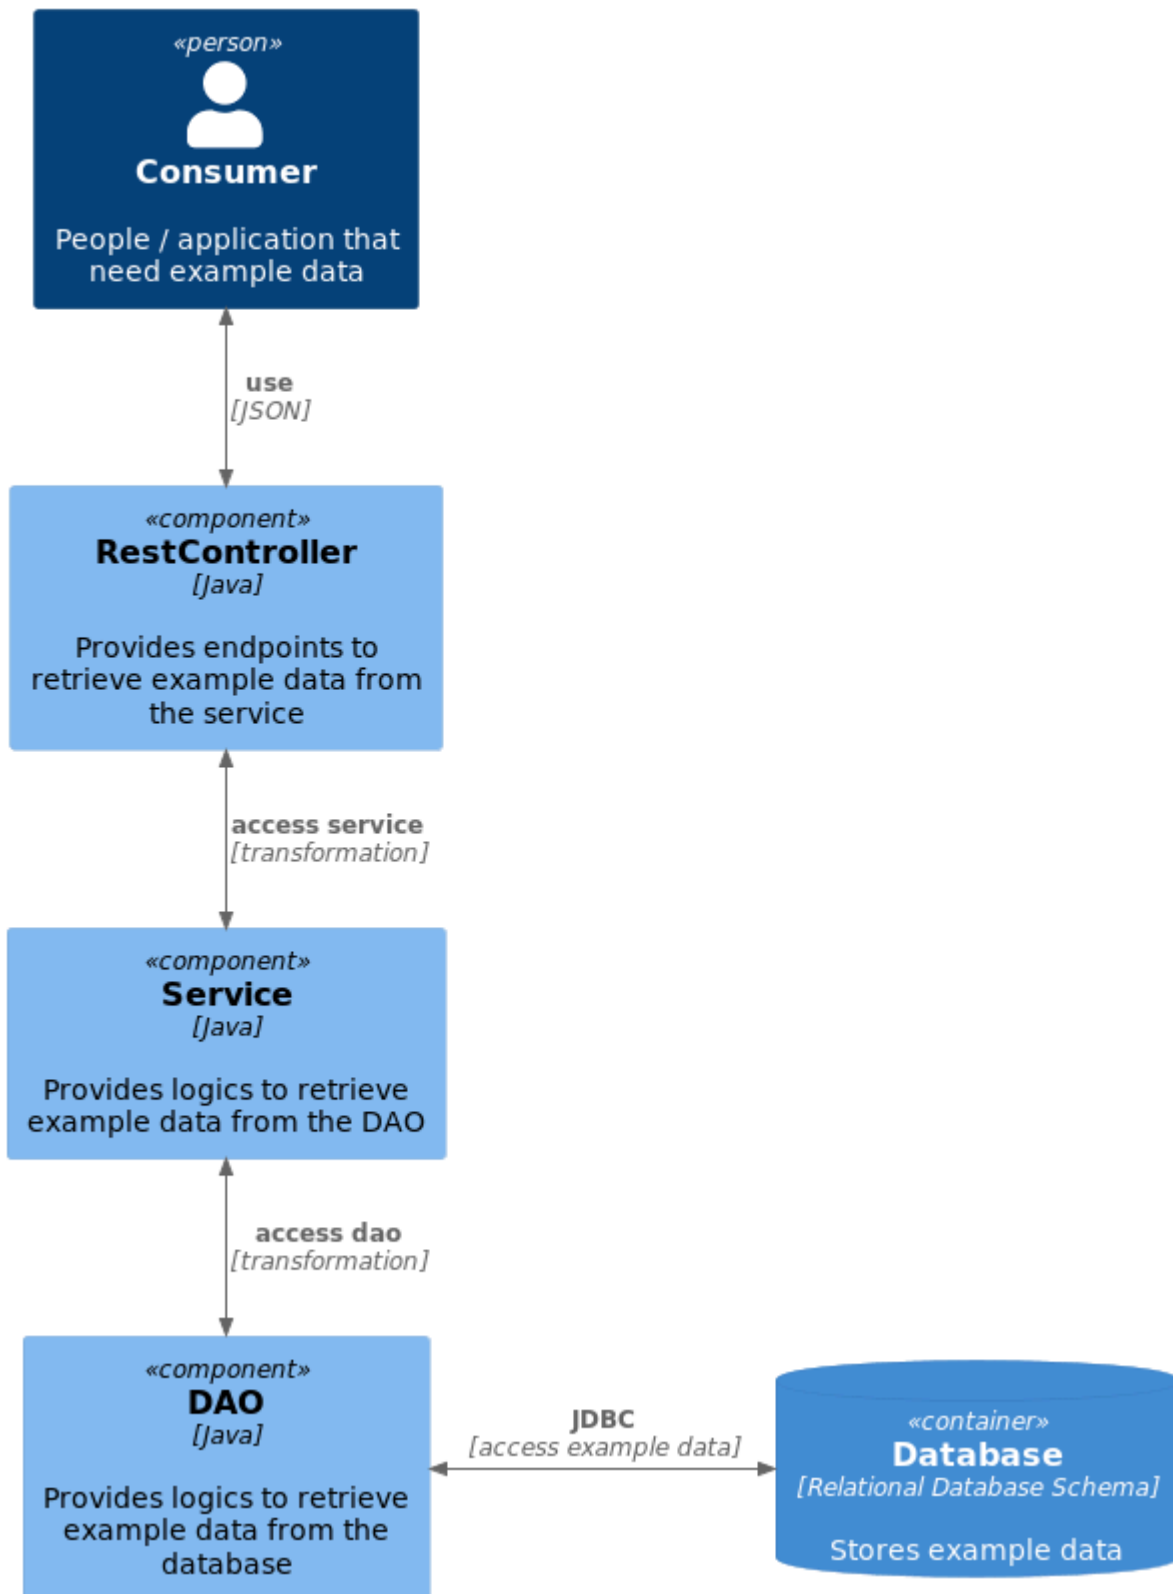 «person»
Consumer
People / application that
need example data
use
[JSON]
«component»
RestController
[Java]
Provides endpoints to
retrieve example data from
the service
access service
[transformation]
«component»
Service
[Java]
Provides logics to retrieve
example data from the DAO
access dao
[transformation]
«component»
DAO
[Java]
Provides logics to retrieve
example data from the
database
JDBC
[access example data]
«container»
Database
[Relational Database Schema]
Stores example data